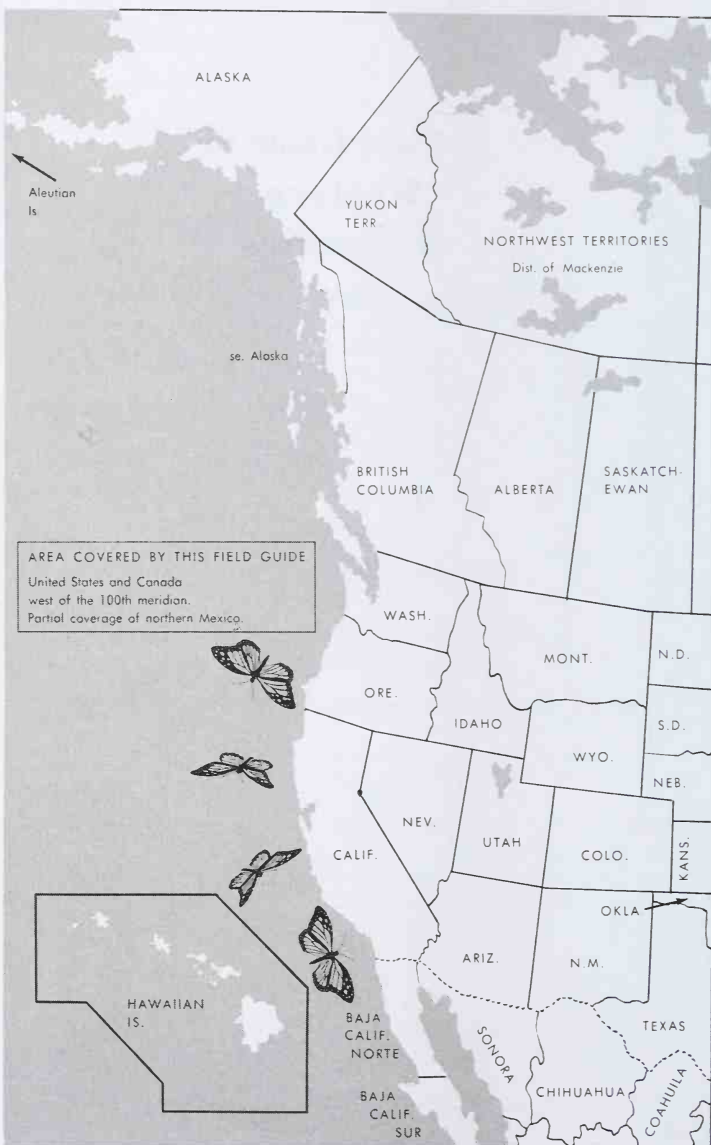 ALASKA
Aleutian
Is.
YUKON
TERR.
NORTHWEST TERRITORIES
Dist. of Mackenzie
se. Alaska
BRITISH
COLUMBIA
ALBERTA
SASKATCH-
EWAN
AREA COVERED BY THIS FIELD GUIDE
United States and Canada
west of the 100th meridian.
Partial coverage of northern Mexico.
WASH.
MONT.
N.D.
ORE.
IDAHO
S.D.
WYO.
NEB.
NEV.
UTAH
CALIF.
COLO.
KANS.
OKLA
ARIZ.
N.M.
HAWAIIAN
IS.
BAJA
CALIF.
NORTE
SONORA
TEXAS
CHIHUAHUA
COAHUILA
BAJA
CALIF.
SUR